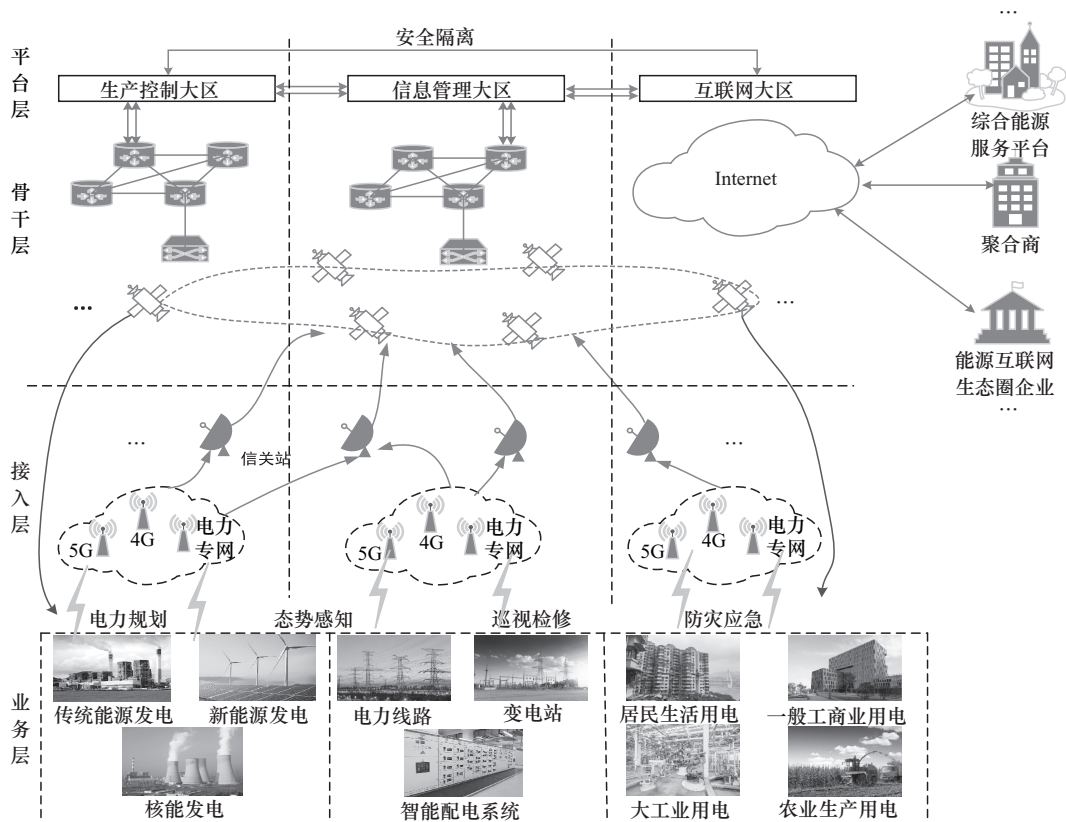 …
安全隔离
平台层
生产控制大区
信息管理大区
互联网大区
综合能源
服务平台
骨干层
Internet
聚合商
…
…
能源互联网
生态圈企业
…
接入层
…
信关站
…
5G
4G
电力
专网
5G
4G
电力
专网
5G
4G
电力
专网
电力规划
态势感知
巡视检修
防灾应急
业务层
传统能源发电
新能源发电
电力线路
变电站
居民生活用电
一般工商业用电
核能发电
智能配电系统
大工业用电
农业生产用电